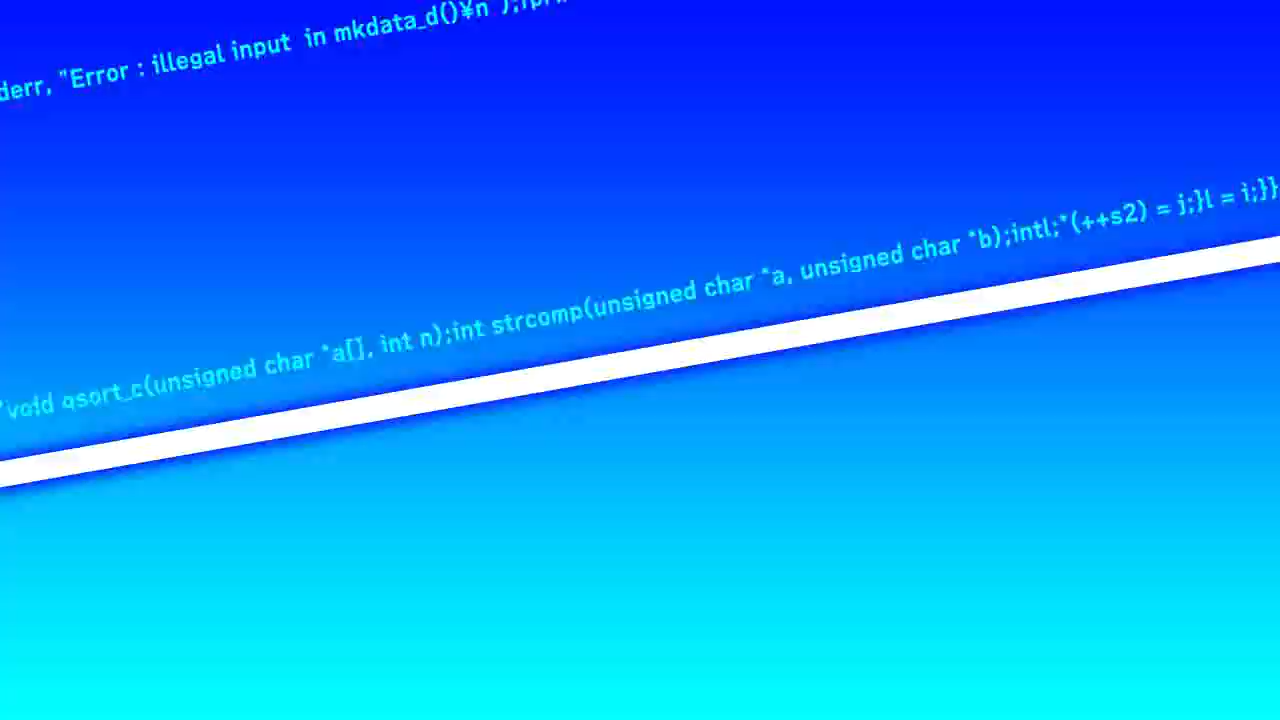 derr, "Error : illegal input  in mkdata_d()¥n");fpri
*void qsort_c(unsigned char *a[], int n);int strcomp(unsigned char *a, unsigned char *b);intl;*(++s2) = j;}l = i;}}